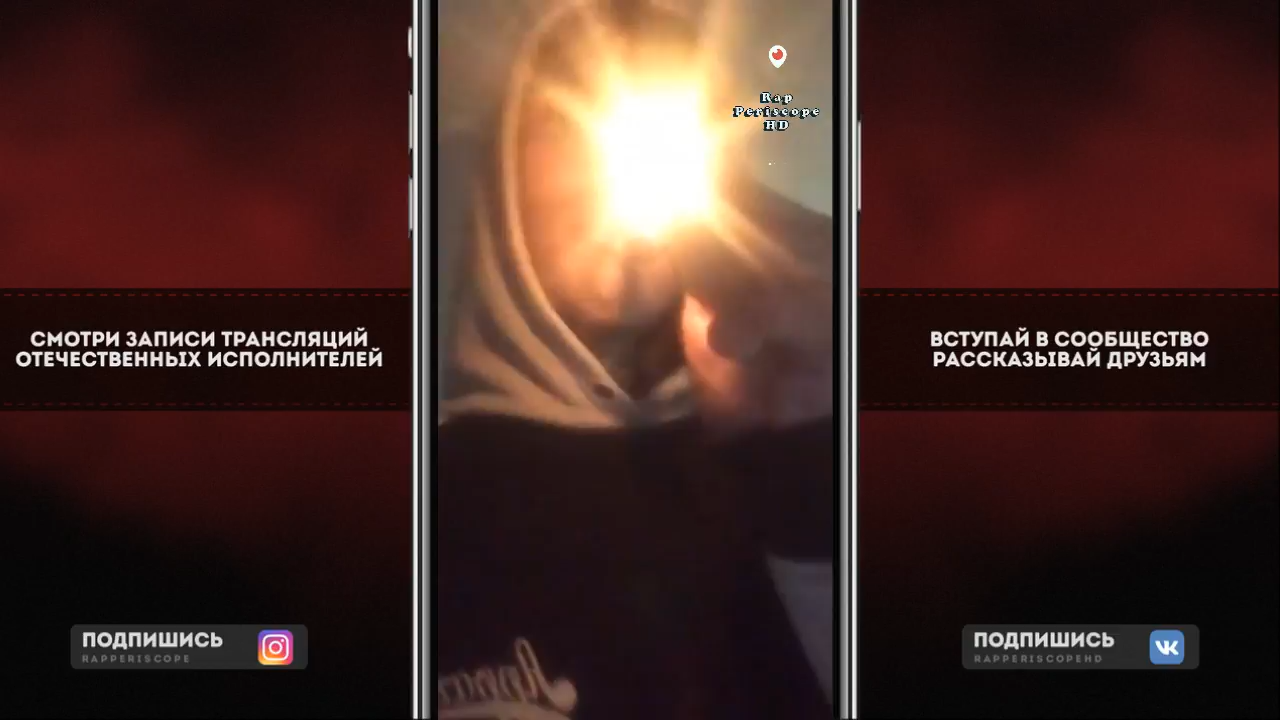 Rap
Periscope
HD
СМОТРИ ЗАПИСИ ТРАНСЛЯЦИЙ
ОТЕЧЕСТВЕННЫХ ИСПОЛНИТЕЛЕЙ
ВСТУПАЙ В СООБЩЕСТВО
РАССКАЗЫВАЙ ДРУЗЬЯМ
ПОДПИШИСЬ
RAPPERISCOPE
ПОДПИШИСЬ
RAPPERISCOPEHD